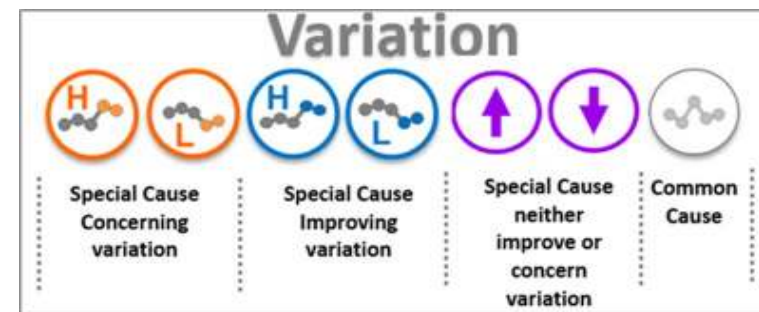 Variation
H
L
H
L
Special Cause
Concerning
variation
Special Cause
Improving
variation
Special Cause
neither
improve or
concern
variation
Common
Cause